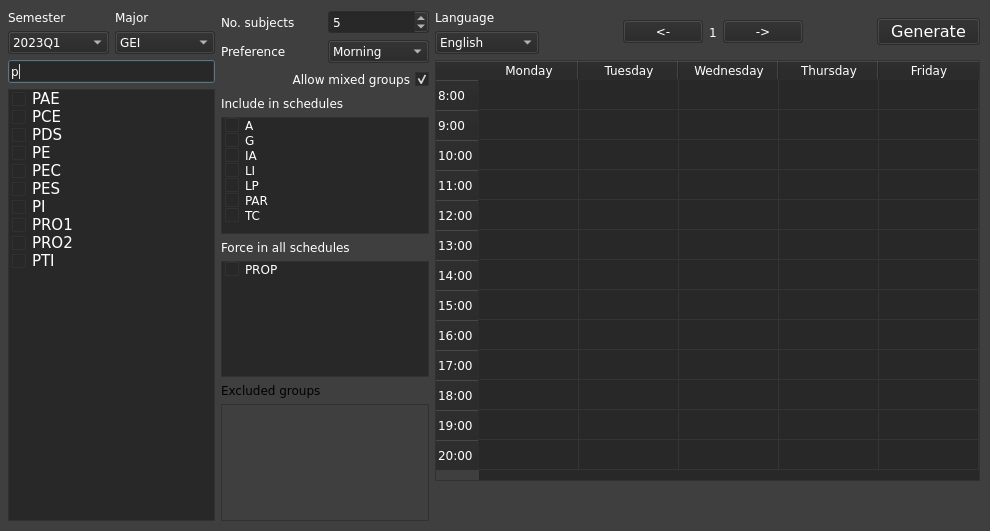 Semester Major
2023Q1 GEI
p
PAE
PCE
PDS
PE
PEC
PES
PI
PRO1
PRO2
PTI
No. subjects 5
Preference Morning
Allow mixed groups
Include in schedules
A
G
IA
LI
LP
PAR
TC
Force in all schedules
PROP
Excluded groups
Language
English
<- 1 ->
Generate
Monday Tuesday Wednesday Thursday Friday
8:00
9:00
10:00
11:00
12:00
13:00
14:00
15:00
16:00
17:00
18:00
19:00
20:00